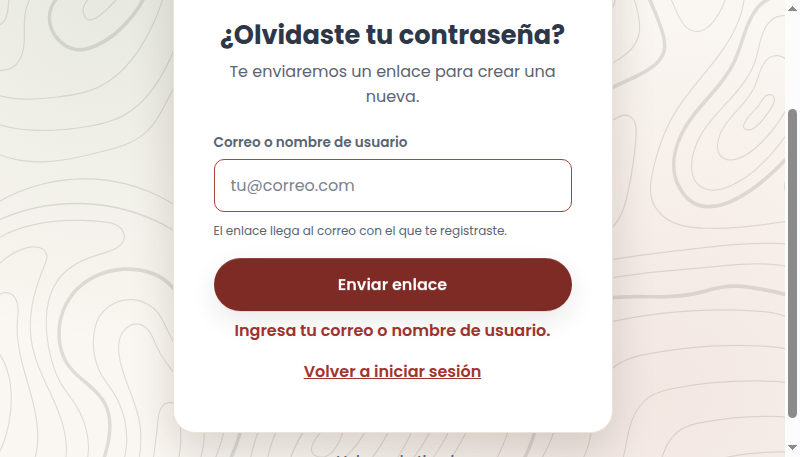 ¿Olvidaste tu contraseña?
Te enviaremos un enlace para crear una
nueva.
Correo o nombre de usuario
tu@correo.com
El enlace llega al correo con el que te registraste.
Enviar enlace
Ingresa tu correo o nombre de usuario.
Volver a iniciar sesión